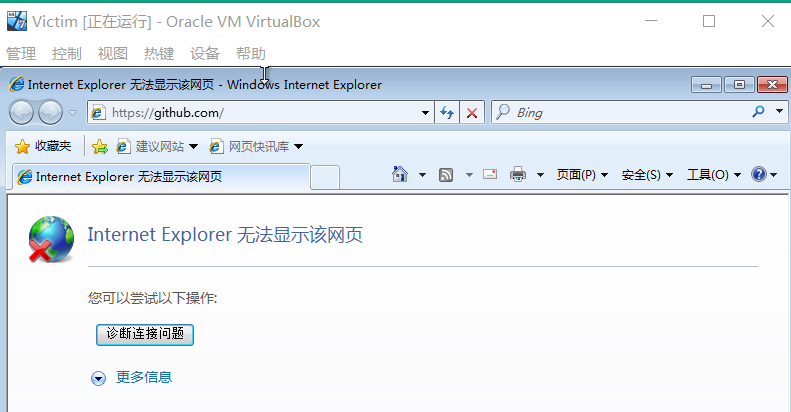 Victim [正在运行] - Oracle VM VirtualBox
管理 控制 视图 热键 设备 帮助
Internet Explorer 无法显示该网页 - Windows Internet Explorer
https://github.com/ Bing
收藏夹 建议网站 网页快讯库
Internet Explorer 无法显示该网页 页面(P) 安全(S) 工具(O)
Internet Explorer 无法显示该网页
您可以尝试以下操作:
诊断连接问题
更多信息